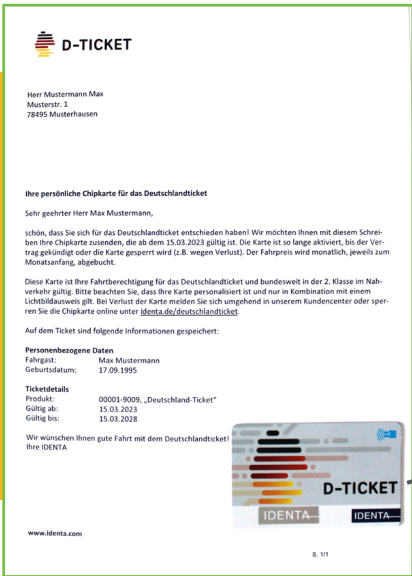 D-TICKET
Herr Mustermann Max
Musterstr. 1
78495 Musterhausen
Ihre persönliche Chipkarte für das Deutschlandticket
Sehr geehrter Herr Max Mustermann,
schön, dass Sie sich für das Deutschlandticket entschieden haben! Wir möchten Ihnen mit diesem Schrei-
ben Ihre Chipkarte zusenden, die ab dem 15.03.2023 gültig ist. Die Karte ist so lange aktiviert, bis der Ver-
trag gekündigt oder die Karte gesperrt wird (z.B. wegen Verlust). Der Fahrpreis wird monatlich, jeweils zum
Monatsanfang, abgebucht.
Diese Karte ist Ihre Fahrtberechtigung für das Deutschlandticket und bundesweit in der 2. Klasse im Nah-
verkehr gültig. Bitte beachten Sie, dass Ihre Karte personalisiert ist und nur in Kombination mit einem
Lichtbildausweis gilt. Bei Verlust der Karte melden Sie sich umgehend in unserem Kundencenter oder sper-
ren Sie die Chipkarte online unter identa.de/deutschlandticket.
Auf dem Ticket sind folgende Informationen gespeichert:
Personenbezogene Daten
Fahrgast: Max Mustermann
Geburtsdatum: 17.09.1995
Ticketdetails
Produkt: 00001-9009, „Deutschland-Ticket"
Gültig ab: 15.03.2023
Gültig bis: 15.03.2028
Wir wünschen Ihnen gute Fahrt mit dem Deutschlandticket!
Ihre IDENTA
D-TICKET
IDENTA
IDENTA
www.identa.com
S. 1/1